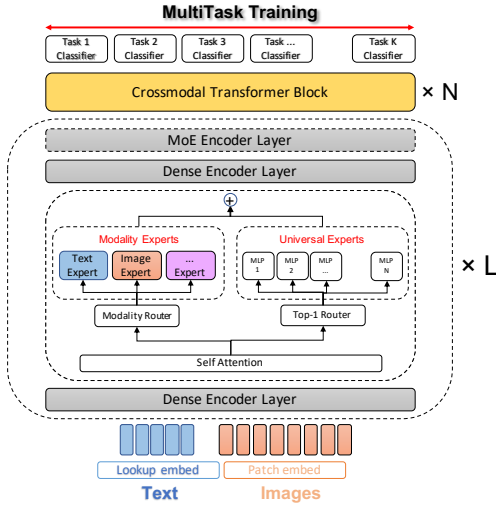 MultiTask Training
Task 1
Classifier
Task 2
Classifier
Task 3
Classifier
Task ...
Classifier
Task K
Classifier
Crossmodal Transformer Block
× N
MoE Encoder Layer
Dense Encoder Layer
+
Modality Experts
Universal Experts
Text
Expert
Image
Expert
...
Expert
MLP
1
MLP
2
MLP
...
MLP
N
× L
Modality Router
Top-1 Router
Self Attention
Dense Encoder Layer
Lookup embed
Patch embed
Text
Images